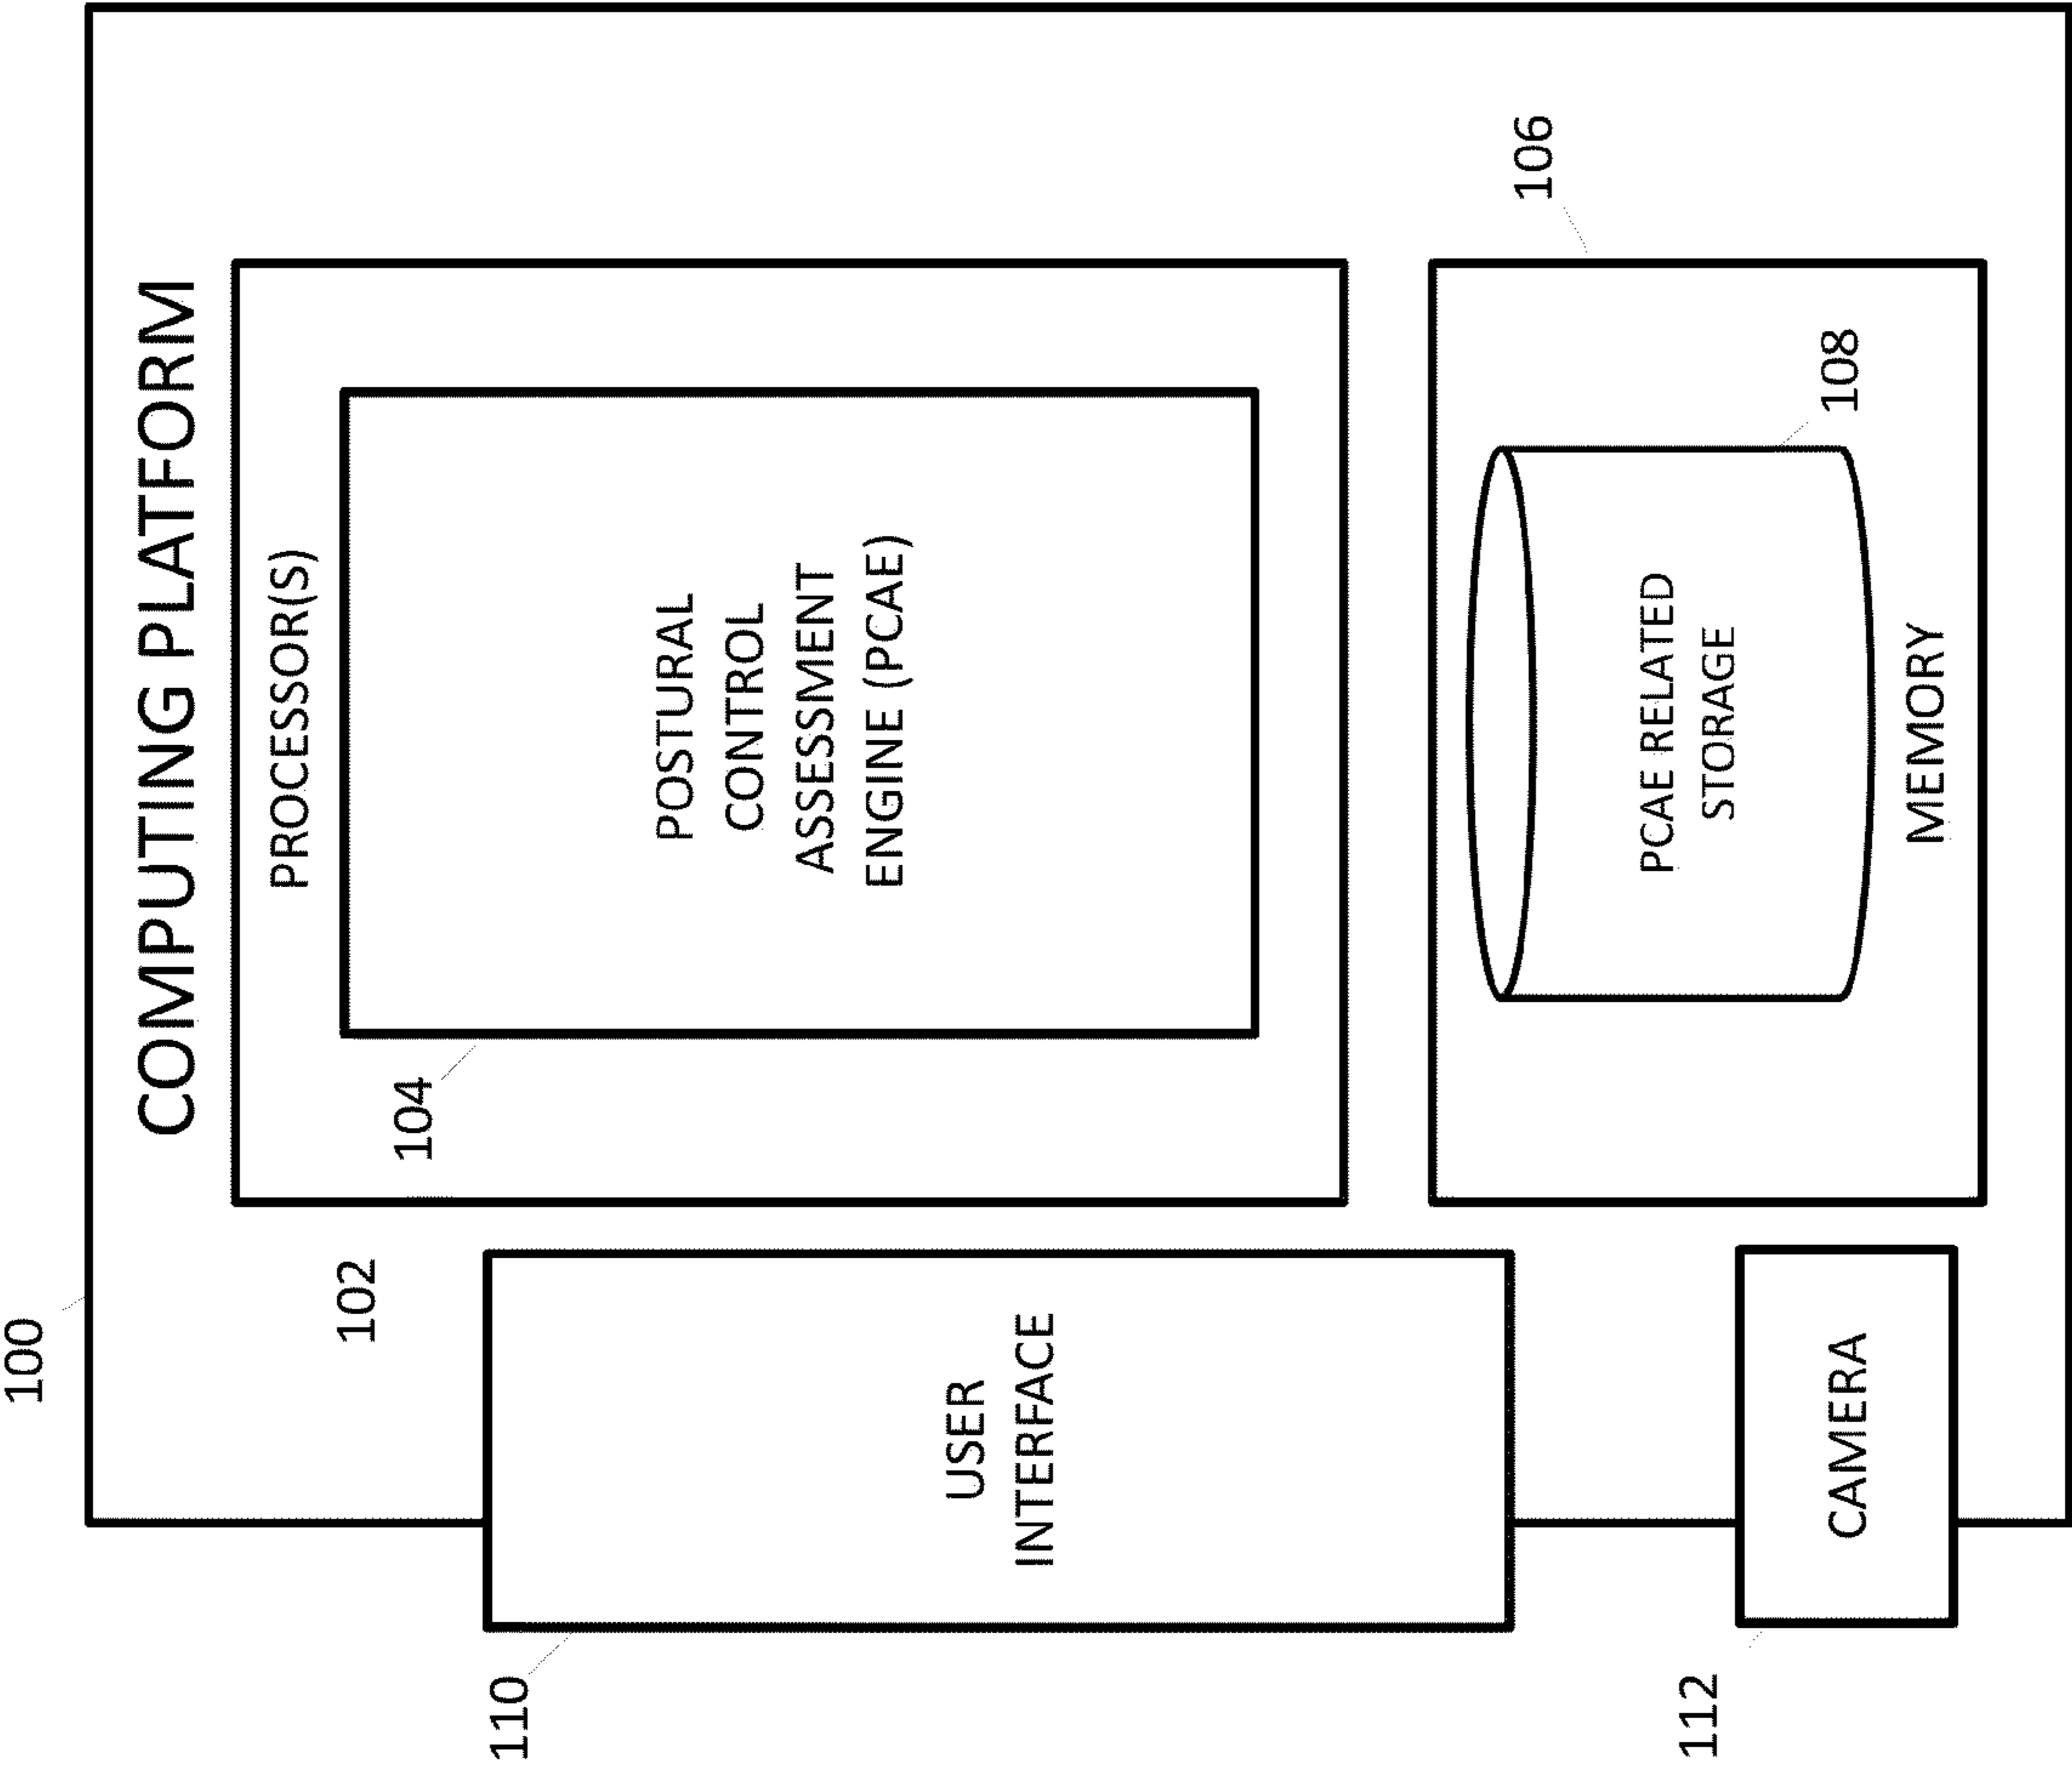 100
COMPUTING PLATFORM
102
PROCESSOR(S)
104
POSTURAL
CONTROL
ASSESSMENT
ENGINE (PCAE)
110
USER
INTERFACE
106
108
PCAE RELATED
STORAGE
MEMORY
112
CAMERA